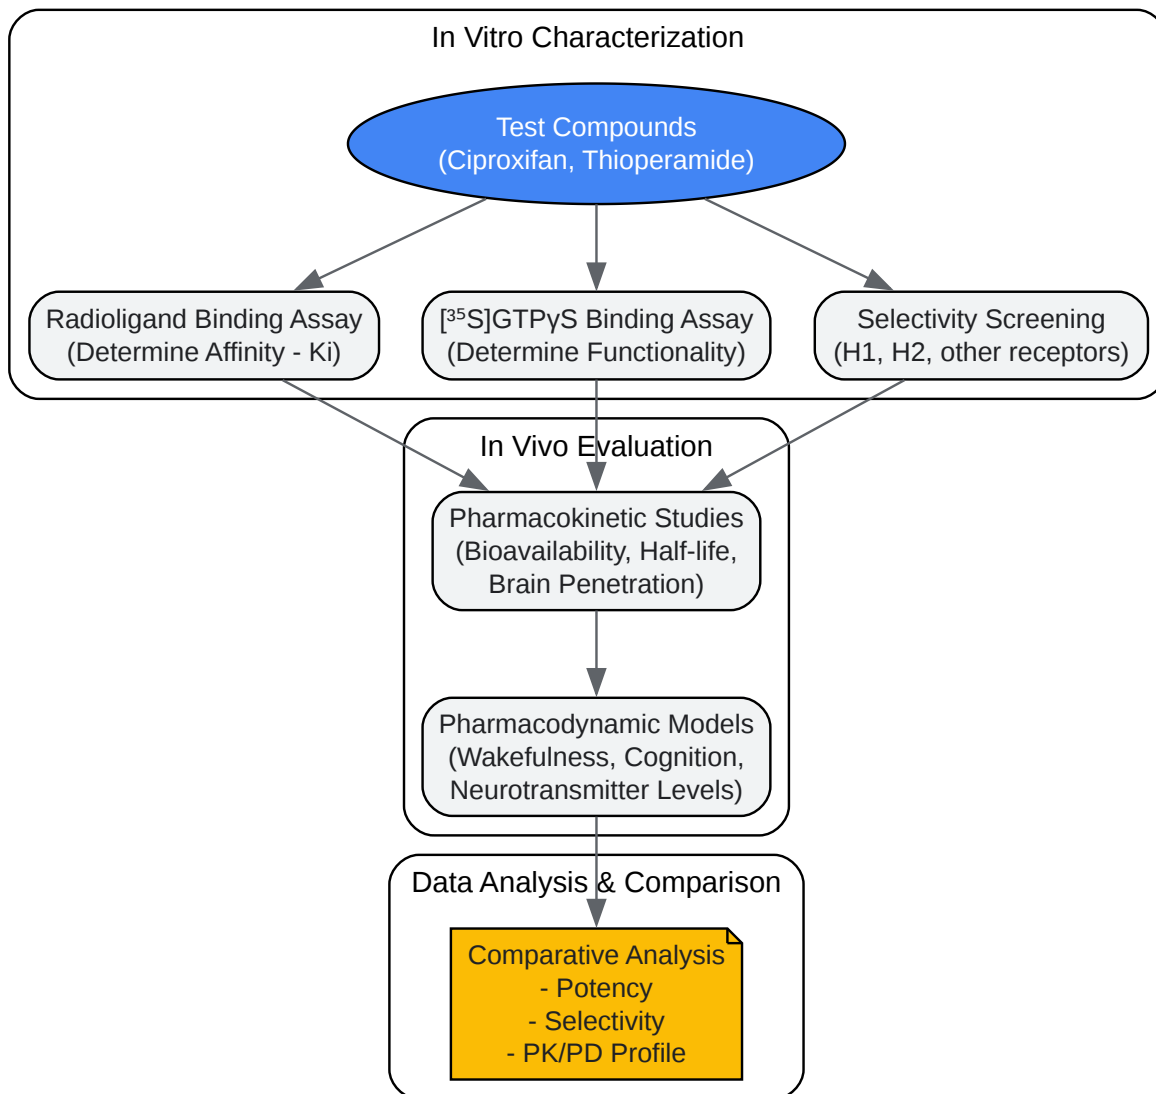 In Vitro Characterization
Test Compounds
(Ciproxifan, Thioperamide)
Radioligand Binding Assay
(Determine Affinity - Ki)
[³⁵S]GTPγS Binding Assay
(Determine Functionality)
Selectivity Screening
(H1, H2, other receptors)
In Vivo Evaluation
Pharmacokinetic Studies
(Bioavailability, Half-life,
Brain Penetration)
Pharmacodynamic Models
(Wakefulness, Cognition,
Neurotransmitter Levels)
Data Analysis & Comparison
Comparative Analysis
- Potency
- Selectivity
- PK/PD Profile